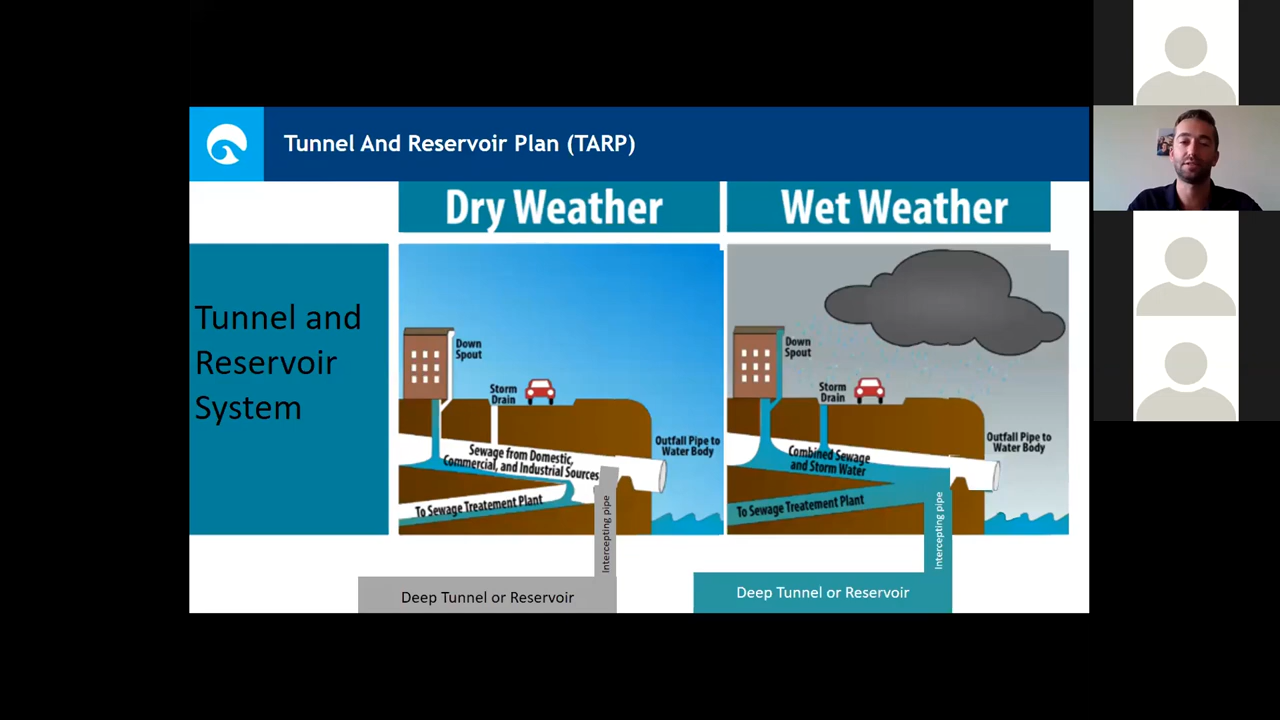 Tunnel And Reservoir Plan (TARP)
Dry Weather
Wet Weather
Tunnel and
Reservoir
System
Down
Spout
Storm
Drain
Sewage from Domestic,
Commercial, and Industrial Sources
To Sewage Treatement Plant
Outfall Pipe to
Water Body
Intercepting pipe
Deep Tunnel or Reservoir
Down
Spout
Storm
Drain
Combined Sewage
and Storm Water
To Sewage Treatement Plant
Outfall Pipe to
Water Body
Intercepting pipe
Deep Tunnel or Reservoir